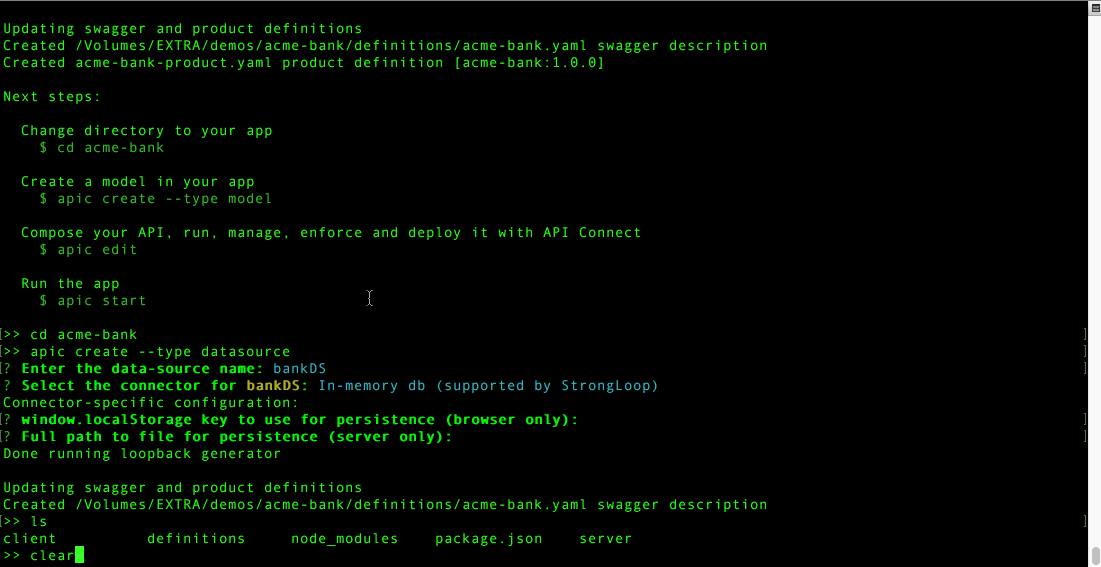 Updating swagger and product definitions
Created /Volumes/EXTRA/demos/acme-bank/definitions/acme-bank.yaml swagger description
Created acme-bank-product.yaml product definition [acme-bank:1.0.0]
Next steps:
Change directory to your app
$ cd acme-bank
Create a model in your app
$ apic create --type model
Compose your API, run, manage, enforce and deploy it with API Connect
$ apic edit
Run the app
$ apic start
[>> cd acme-bank ]
[>> apic create --type datasource ]
[? Enter the data-source name: bankDS ]
? Select the connector for bankDS: In-memory db (supported by StrongLoop)
Connector-specific configuration:
[? window.localStorage key to use for persistence (browser only): ]
[? Full path to file for persistence (server only): ]
Done running loopback generator
Updating swagger and product definitions
Created /Volumes/EXTRA/demos/acme-bank/definitions/acme-bank.yaml swagger description
[>> ls ]
client definitions node_modules package.json server
>> clear